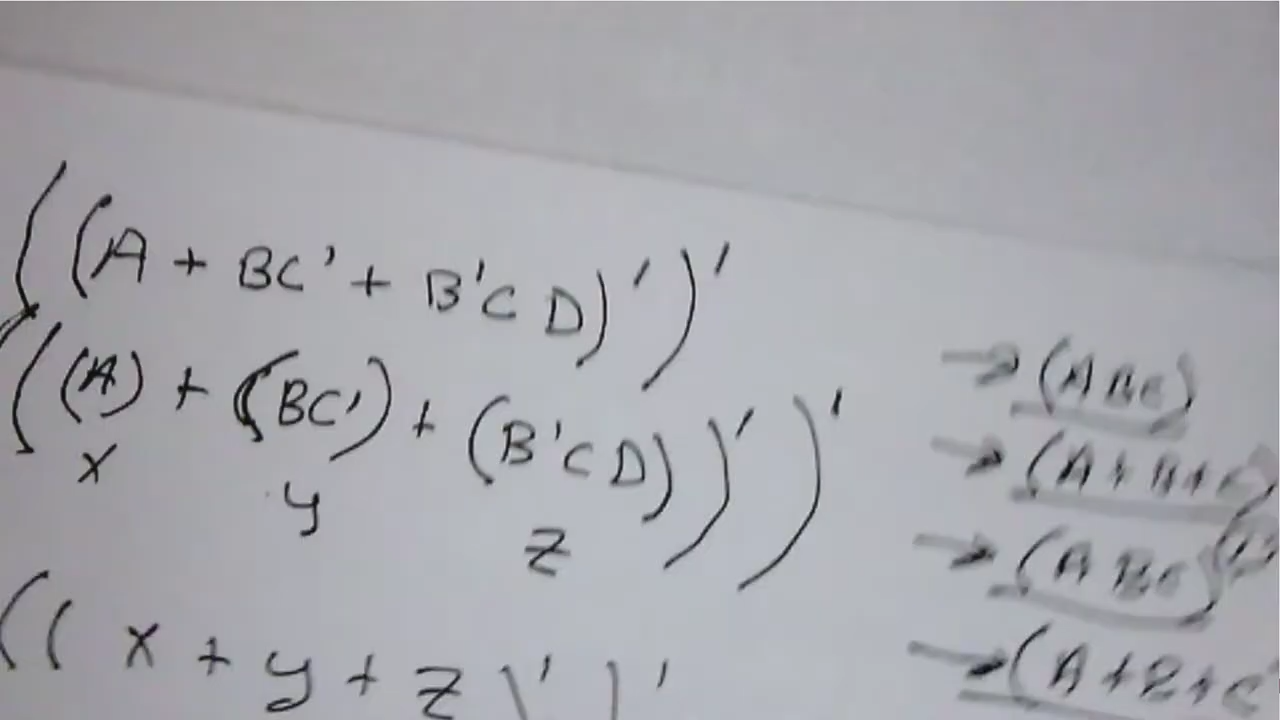 ((A + BC' + B'CD)')'
((A) + (BC') + (B'CD))')'
x y z
((x + y + z)')'
→ (ABC)
→ (A+B+C)
→ (ABC)
→ (A+B+C